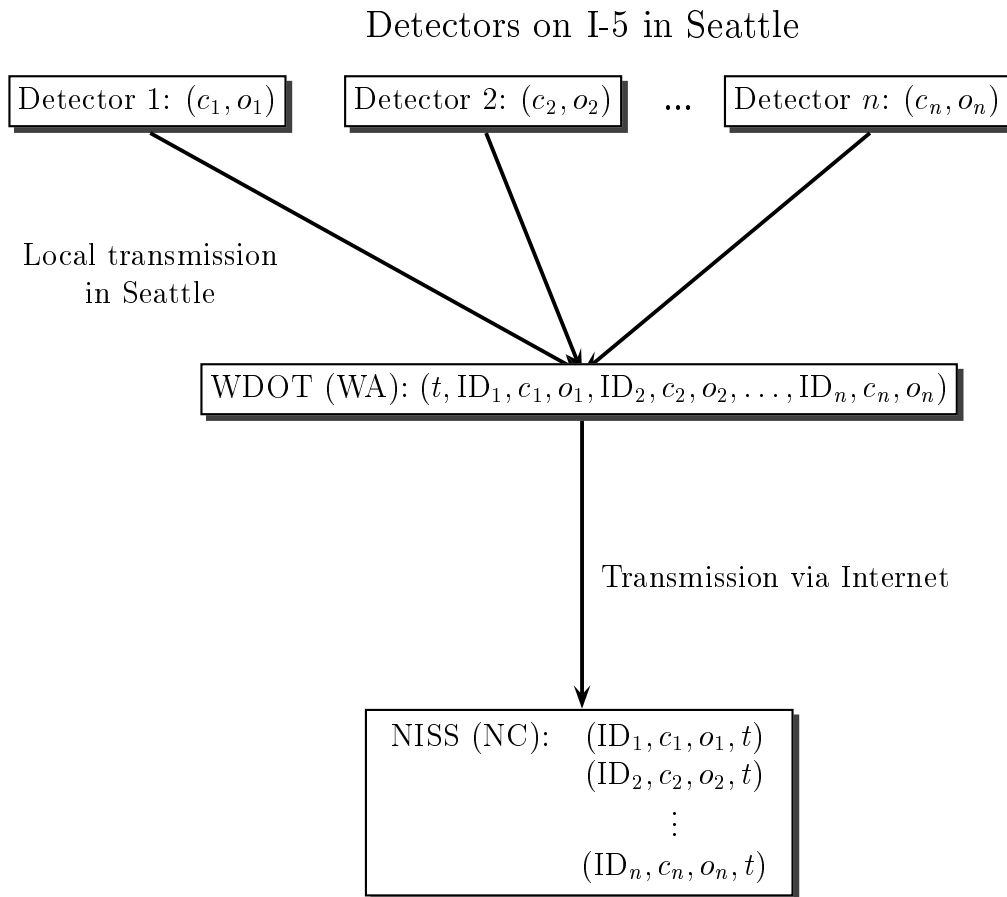 Detectors on I-5 in Seattle
Detector 1: (c₁, o₁)
Detector 2: (c₂, o₂)
...
Detector n: (cₙ, oₙ)
Local transmission
in Seattle
WDOT (WA): (t, ID₁, c₁, o₁, ID₂, c₂, o₂, . . . , IDₙ, cₙ, oₙ)
Transmission via Internet
NISS (NC): (ID₁, c₁, o₁, t)
(ID₂, c₂, o₂, t)
⋮
(IDₙ, cₙ, oₙ, t)